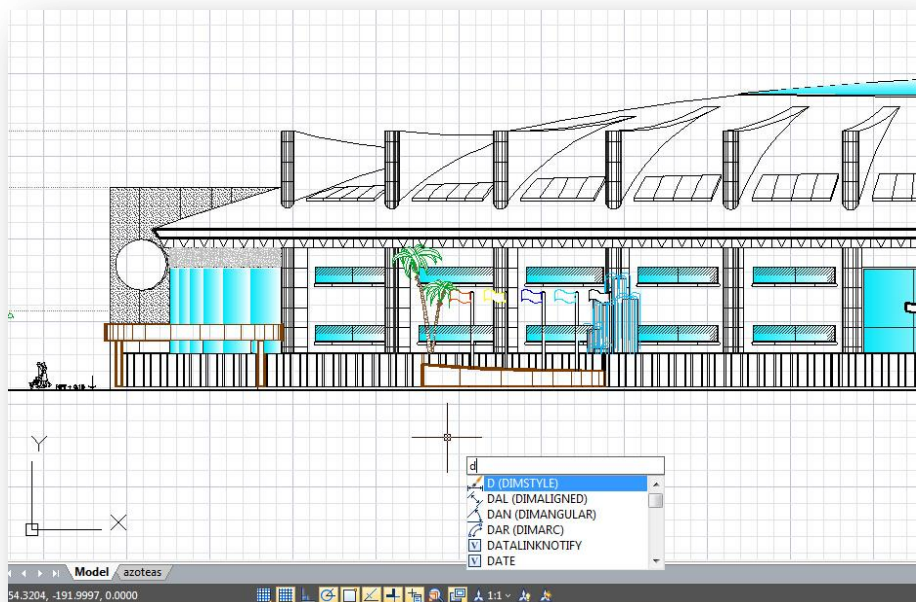 Y
X
d
D (DIMSTYLE)
DAL (DIMALIGNED)
DAN (DIMANGULAR)
DAR (DIMARC)
DATALINKNOTIFY
DATE
Model azoteas
54.3204, -191.9997, 0.0000
1:1